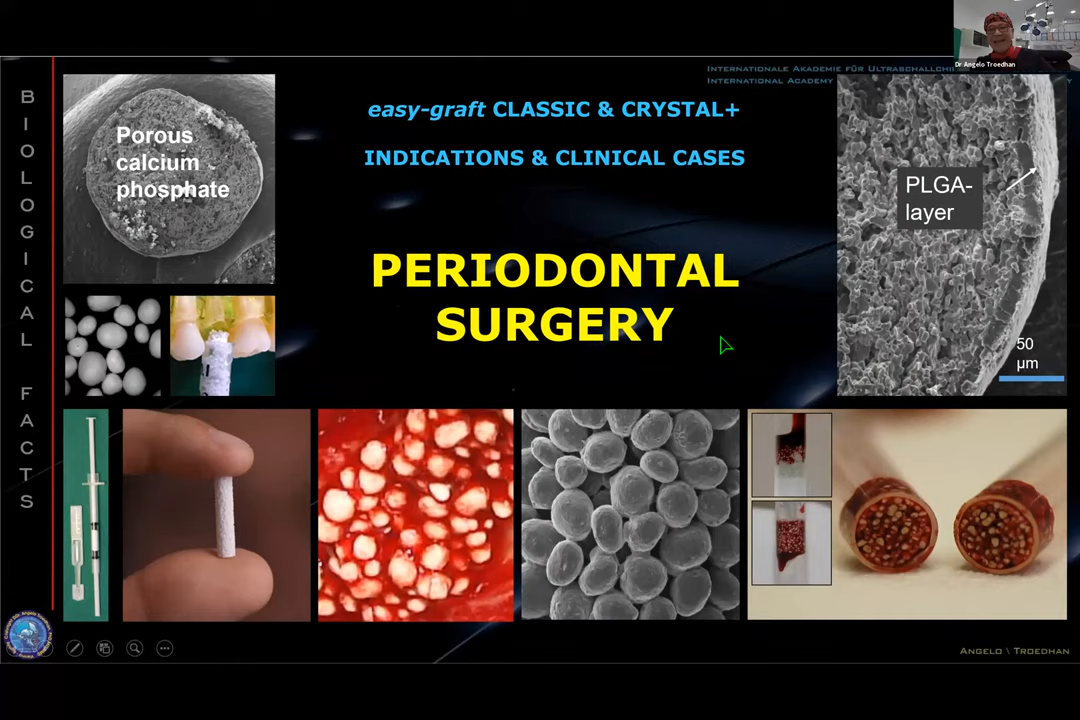 Dr Angelo Troedhan
INTERNATIONALE AKADEMIE FÜR ULTRASCHALLCHI
INTERNATIONAL ACADEMY
BIOLOGICAL FACTS
easy-graft CLASSIC & CRYSTAL+
INDICATIONS & CLINICAL CASES
PERIODONTAL
SURGERY
Porous
calcium
phosphate
PLGA-
layer
50
µm
ANGELO \ TROEDHAN